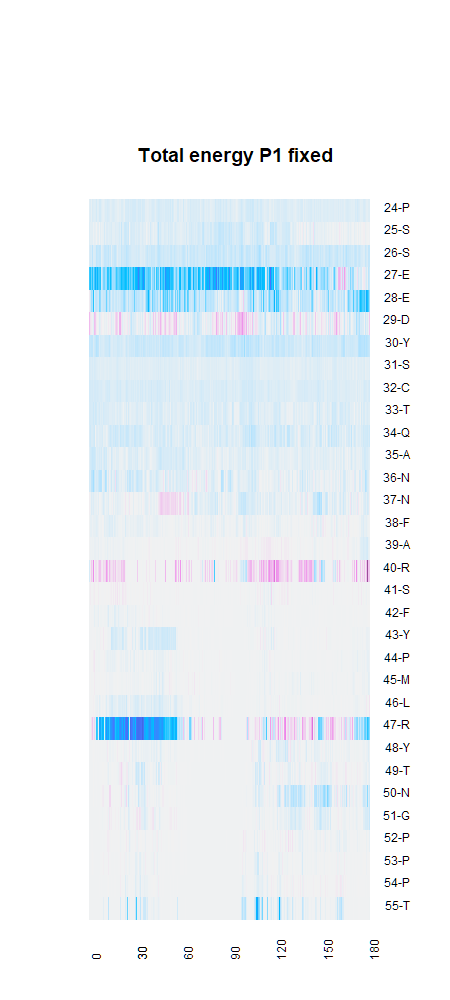 Total energy P1 fixed
24-P
25-S
26-S
27-E
28-E
29-D
30-Y
31-S
32-C
33-T
34-Q
35-A
36-N
37-N
38-F
39-A
40-R
41-S
42-F
43-Y
44-P
45-M
46-L
47-R
48-Y
49-T
50-N
51-G
52-P
53-P
54-P
55-T
0 30 60 90 120 150 180